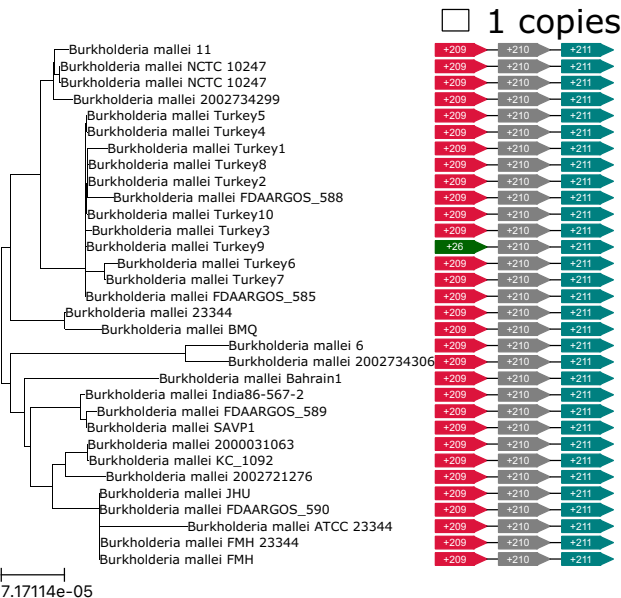 1 copies
Burkholderia mallei 11 +209 +210 +211
Burkholderia mallei NCTC 10247 +209 +210 +211
Burkholderia mallei NCTC 10247 +209 +210 +211
Burkholderia mallei 2002734299 +209 +210 +211
Burkholderia mallei Turkey5 +209 +210 +211
Burkholderia mallei Turkey4 +209 +210 +211
Burkholderia mallei Turkey1 +209 +210 +211
Burkholderia mallei Turkey8 +209 +210 +211
Burkholderia mallei Turkey2 +209 +210 +211
Burkholderia mallei FDAARGOS_588 +209 +210 +211
Burkholderia mallei Turkey10 +209 +210 +211
Burkholderia mallei Turkey3 +209 +210 +211
Burkholderia mallei Turkey9 +26 +210 +211
Burkholderia mallei Turkey6 +209 +210 +211
Burkholderia mallei Turkey7 +209 +210 +211
Burkholderia mallei FDAARGOS_585 +209 +210 +211
Burkholderia mallei 23344 +209 +210 +211
Burkholderia mallei BMQ +209 +210 +211
Burkholderia mallei 6 +209 +210 +211
Burkholderia mallei 2002734306 +209 +210 +211
Burkholderia mallei Bahrain1 +209 +210 +211
Burkholderia mallei India86-567-2 +209 +210 +211
Burkholderia mallei FDAARGOS_589 +209 +210 +211
Burkholderia mallei SAVP1 +209 +210 +211
Burkholderia mallei 2000031063 +209 +210 +211
Burkholderia mallei KC_1092 +209 +210 +211
Burkholderia mallei 2002721276 +209 +210 +211
Burkholderia mallei JHU +209 +210 +211
Burkholderia mallei FDAARGOS_590 +209 +210 +211
Burkholderia mallei ATCC 23344 +209 +210 +211
Burkholderia mallei FMH 23344 +209 +210 +211
Burkholderia mallei FMH +209 +210 +211
7.17114e-05